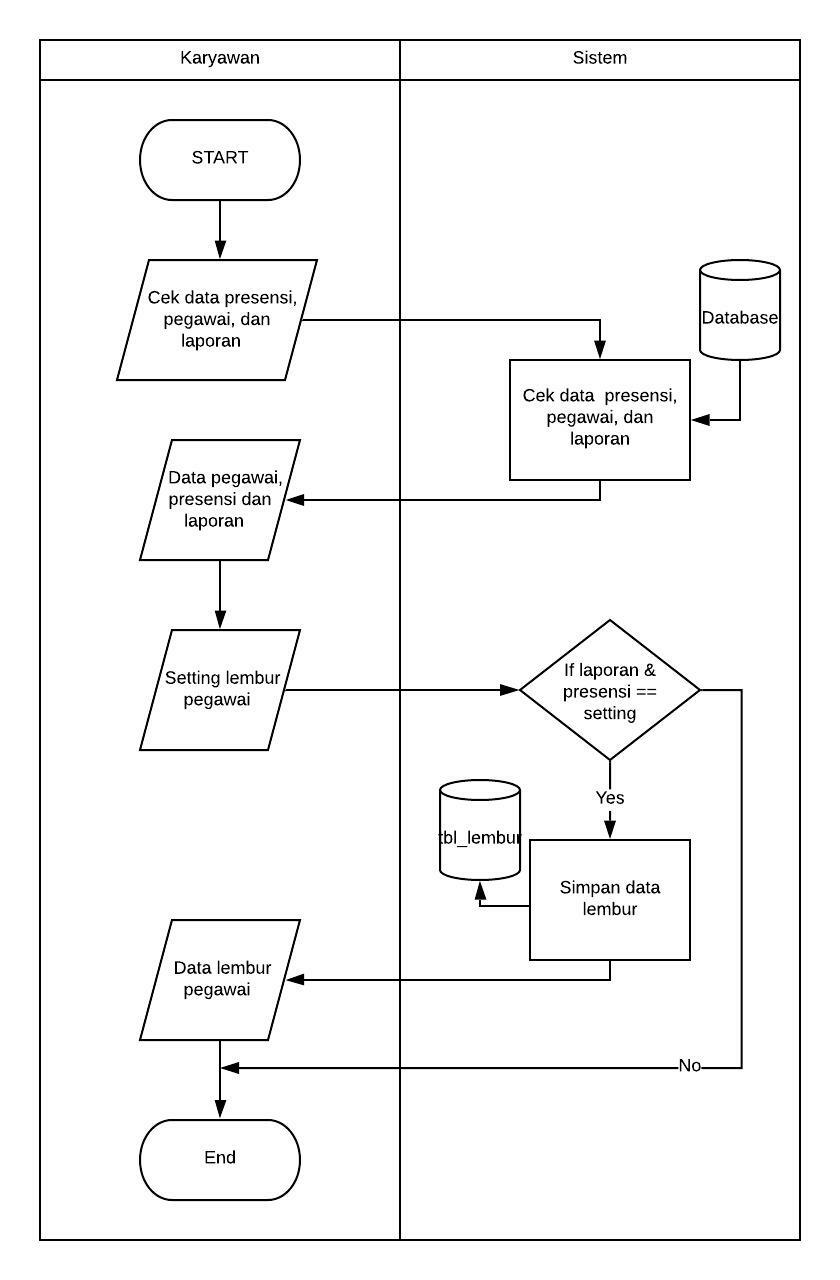 Karyawan
Sistem
START
Cek data presensi,
pegawai, dan
laporan
Database
Cek data  presensi,
pegawai, dan
laporan
Data pegawai,
presensi dan
laporan
Setting lembur
pegawai
If laporan &
presensi ==
setting
Yes
tbl_lembur
Simpan data
lembur
Data lembur
pegawai
No
End